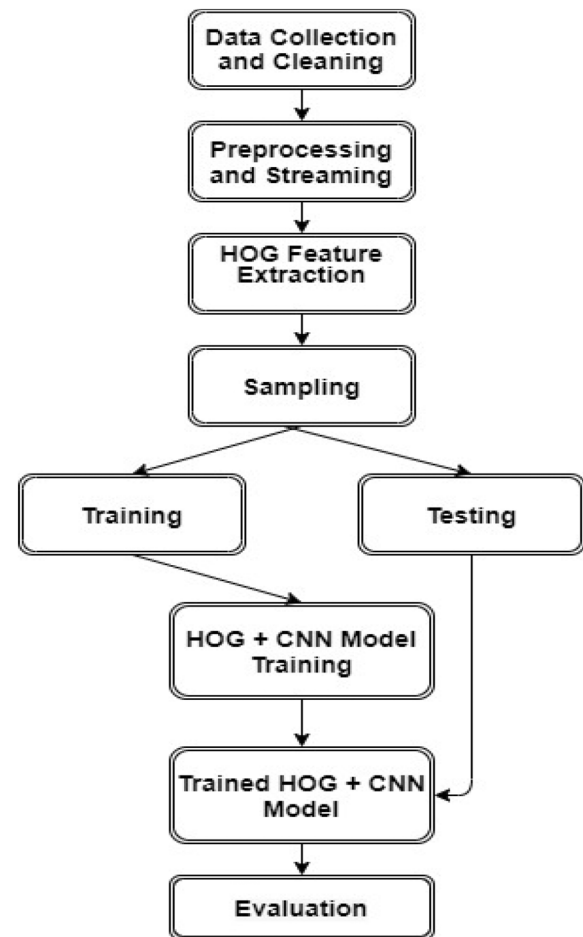 Data Collection
and Cleaning
Preprocessing
and Streaming
HOG Feature
Extraction
Sampling
Training
Testing
HOG + CNN Model
Training
Trained HOG + CNN
Model
Evaluation